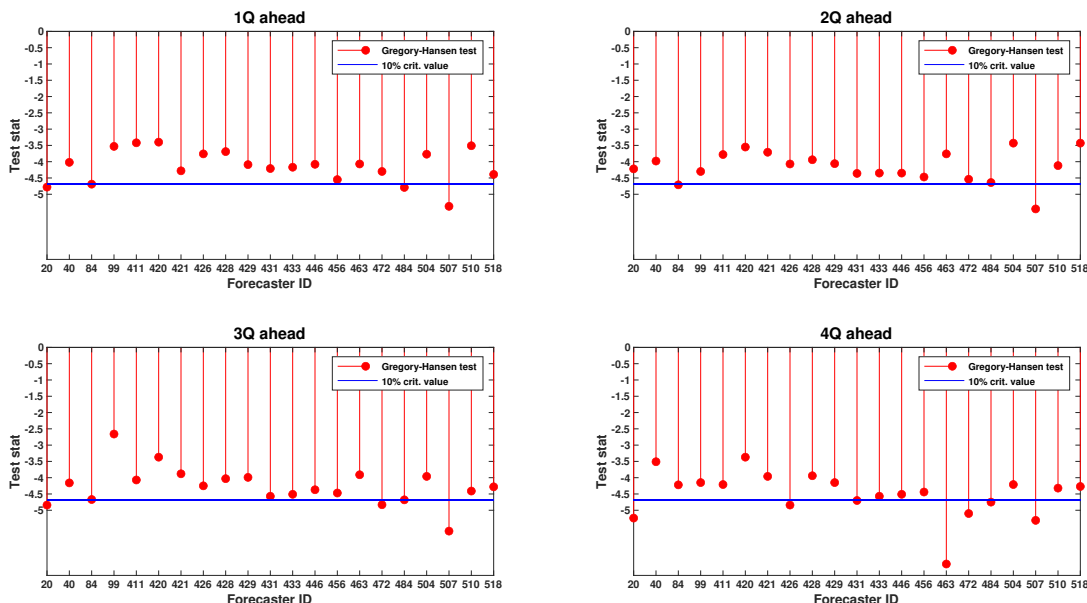 1Q ahead
0
-0.5
-1
-1.5
-2
-2.5
-3
-3.5
-4
-4.5
-5
Test stat
Gregory-Hansen test
10% crit. value
20 40 84 99 411 420 421 426 428 429 431 433 446 456 463 472 484 504 507 510 518
Forecaster ID
2Q ahead
0
-0.5
-1
-1.5
-2
-2.5
-3
-3.5
-4
-4.5
-5
Test stat
Gregory-Hansen test
10% crit. value
20 40 84 99 411 420 421 426 428 429 431 433 446 456 463 472 484 504 507 510 518
Forecaster ID
3Q ahead
0
-0.5
-1
-1.5
-2
-2.5
-3
-3.5
-4
-4.5
-5
Test stat
Gregory-Hansen test
10% crit. value
20 40 84 99 411 420 421 426 428 429 431 433 446 456 463 472 484 504 507 510 518
Forecaster ID
4Q ahead
0
-0.5
-1
-1.5
-2
-2.5
-3
-3.5
-4
-4.5
-5
Test stat
Gregory-Hansen test
10% crit. value
20 40 84 99 411 420 421 426 428 429 431 433 446 456 463 472 484 504 507 510 518
Forecaster ID